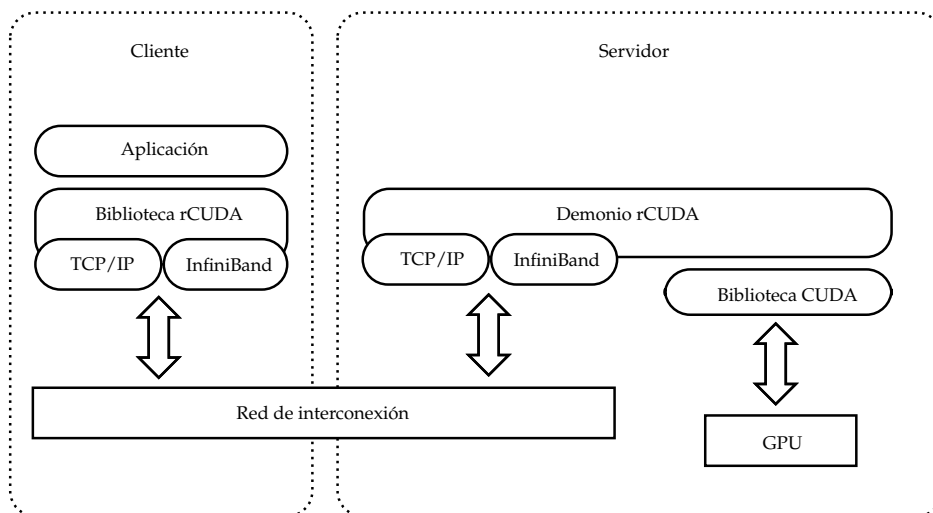 Cliente
Servidor
Aplicación
Biblioteca rCUDA
TCP/IP
InfiniBand
Demonio rCUDA
TCP/IP
InfiniBand
Biblioteca CUDA
Red de interconexión
GPU